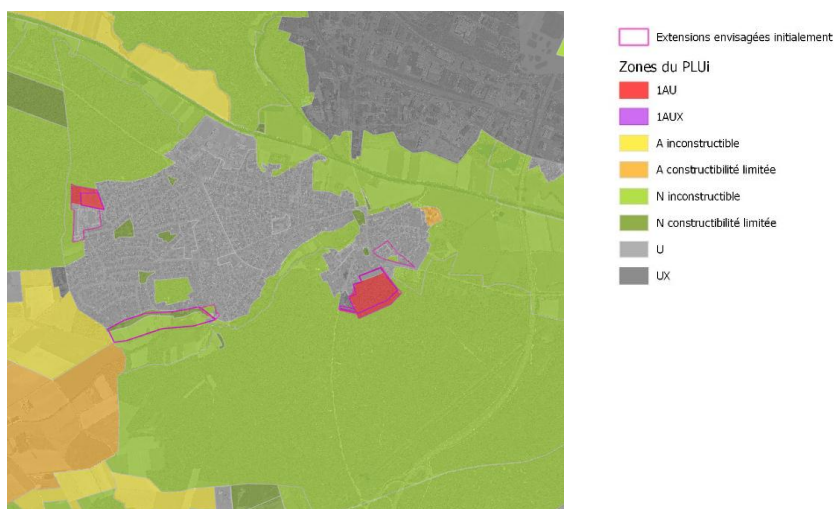 Extensions envisagées initialement
Zones du PLUi
1AU
1AUX
A inconstructible
A constructibilité limitée
N inconstructible
N constructibilité limitée
U
UX